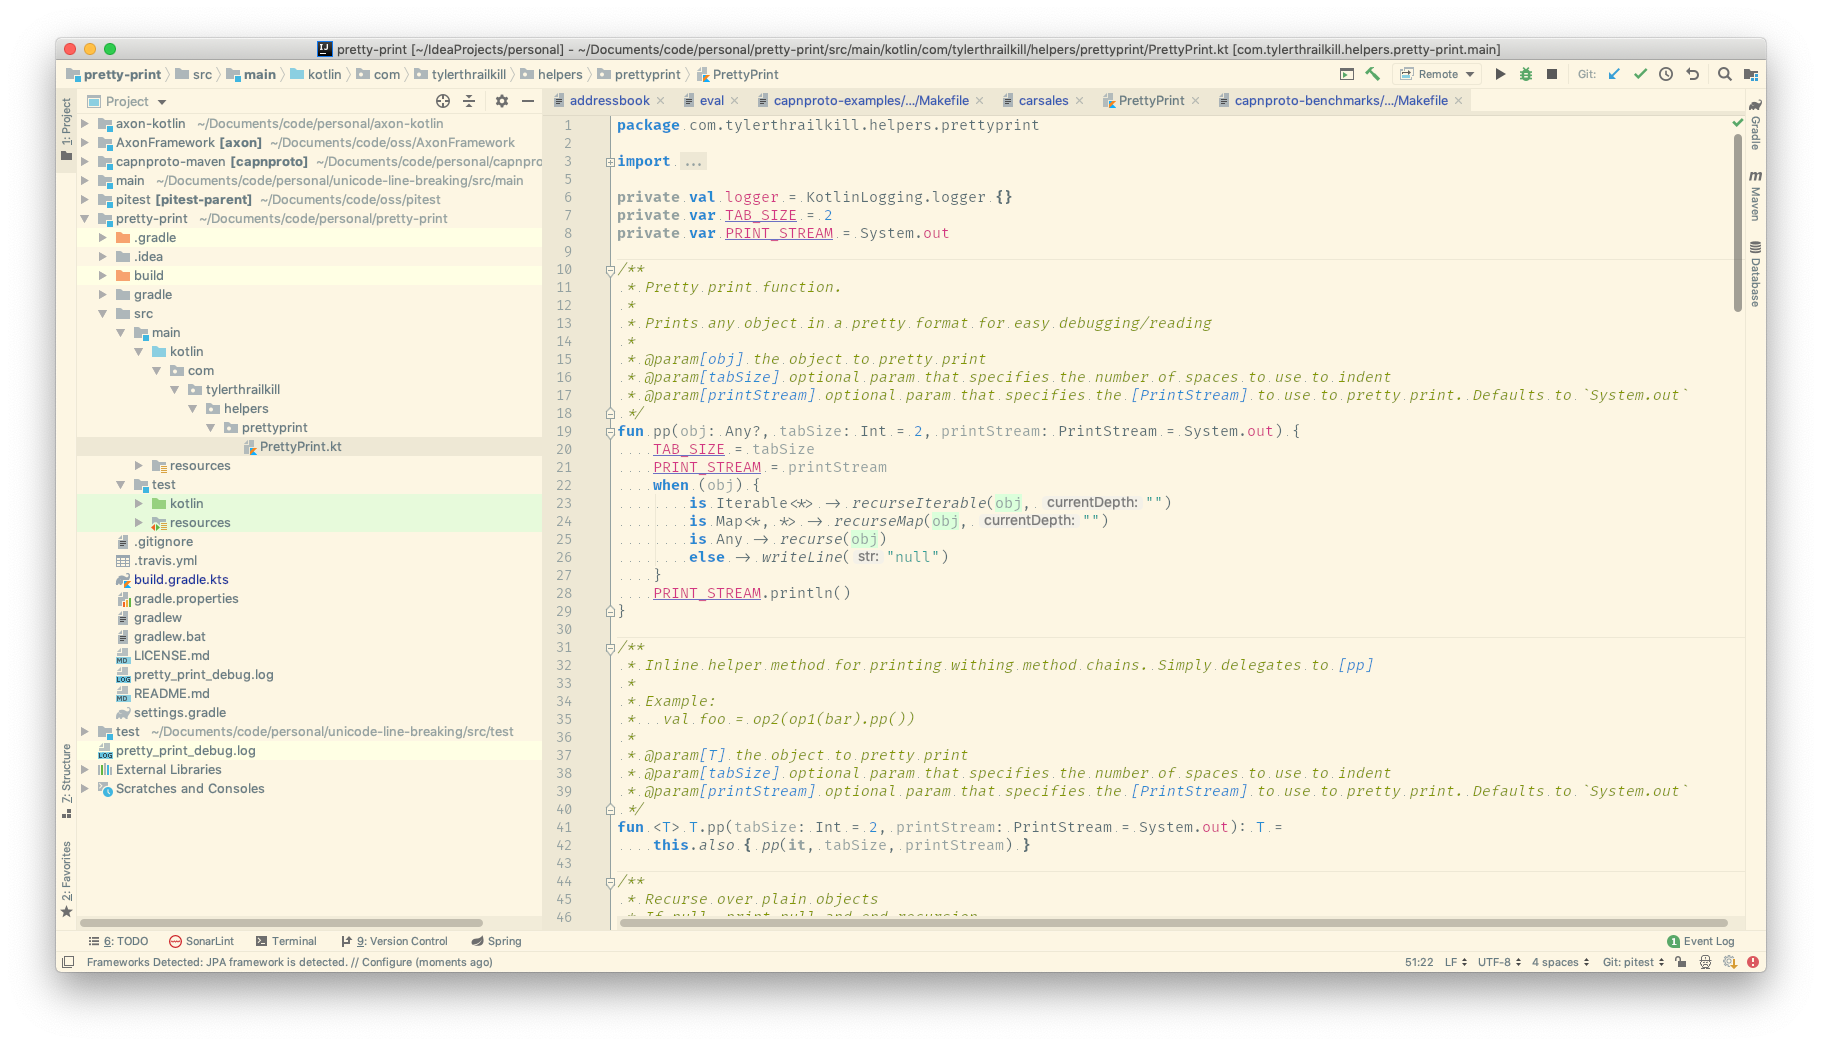 pretty-print [~/IdeaProjects/personal] - ~/Documents/code/personal/pretty-print/src/main/kotlin/com/tylerthrailkill/helpers/prettyprint/PrettyPrint.kt [com.tylerthrailkill.helpers.pretty-print.main]
pretty-print src main kotlin com tylerthrailkill helpers prettyprint PrettyPrint Remote Git:
1: Project
Project
addressbook eval capnproto-examples/.../Makefile carsales PrettyPrint capnproto-benchmarks/.../Makefile
axon-kotlin ~/Documents/code/personal/axon-kotlin
AxonFramework [axon] ~/Documents/code/oss/AxonFramework
capnproto-maven [capnproto] ~/Documents/code/personal/capnpro
main ~/Documents/code/personal/unicode-line-breaking/src/main
pitest [pitest-parent] ~/Documents/code/oss/pitest
pretty-print ~/Documents/code/personal/pretty-print
.gradle
.idea
build
gradle
src
main
kotlin
com
tylerthrailkill
helpers
prettyprint
PrettyPrint.kt
resources
test
kotlin
resources
.gitignore
.travis.yml
build.gradle.kts
gradle.properties
gradlew
gradlew.bat
LICENSE.md
pretty_print_debug.log
README.md
settings.gradle
test ~/Documents/code/personal/unicode-line-breaking/src/test
pretty_print_debug.log
External Libraries
Scratches and Consoles
Z: Structure
2: Favorites
1 package com.tylerthrailkill.helpers.prettyprint
2
3 import ...
5
6 private val logger = KotlinLogging.logger {}
7 private var TAB_SIZE = 2
8 private var PRINT_STREAM = System.out
9
10 /**
11 * Pretty print function.
12 *
13 * Prints any object in a pretty format for easy debugging/reading
14 *
15 * @param[obj] the object to pretty print
16 * @param[tabSize] optional param that specifies the number of spaces to use to indent
17 * @param[printStream] optional param that specifies the [PrintStream] to use to pretty print. Defaults to `System.out`
18 */
19 fun pp(obj: Any?, tabSize: Int = 2, printStream: PrintStream = System.out) {
20 TAB_SIZE = tabSize
21 PRINT_STREAM = printStream
22 when (obj) {
23 is Iterable<*> -> recurseIterable(obj, currentDepth: "")
24 is Map<*, *> -> recurseMap(obj, currentDepth: "")
25 is Any -> recurse(obj)
26 else -> writeLine( str: "null")
27 }
28 PRINT_STREAM.println()
29 }
30
31 /**
32 * Inline helper method for printing withing method chains. Simply delegates to [pp]
33 *
34 * Example:
35 * val foo = op2(op1(bar).pp())
36 *
37 * @param[T] the object to pretty print
38 * @param[tabSize] optional param that specifies the number of spaces to use to indent
39 * @param[printStream] optional param that specifies the [PrintStream] to use to pretty print. Defaults to `System.out`
40 */
41 fun <T> T.pp(tabSize: Int = 2, printStream: PrintStream = System.out): T =
42 this.also { pp(it, tabSize, printStream) }
43
44 /**
45 * Recurse over plain objects
46 * If null, print null and end recursion
Gradle
Maven
Database
6: TODO SonarLint Terminal 9: Version Control Spring 1 Event Log
Frameworks Detected: JPA framework is detected. // Configure (moments ago) 51:22 LF UTF-8 4 spaces Git: pitest